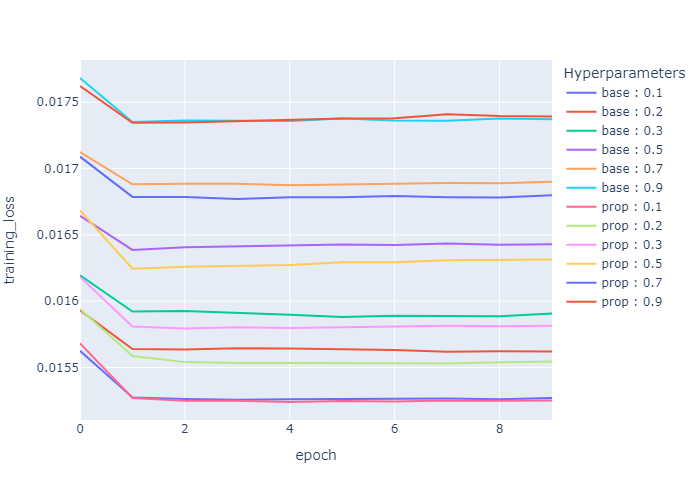 Hyperparameters
base : 0.1
base : 0.2
base : 0.3
base : 0.5
base : 0.7
base : 0.9
prop : 0.1
prop : 0.2
prop : 0.3
prop : 0.5
prop : 0.7
prop : 0.9
training_loss
0.0175
0.017
0.0165
0.016
0.0155
0 2 4 6 8
epoch